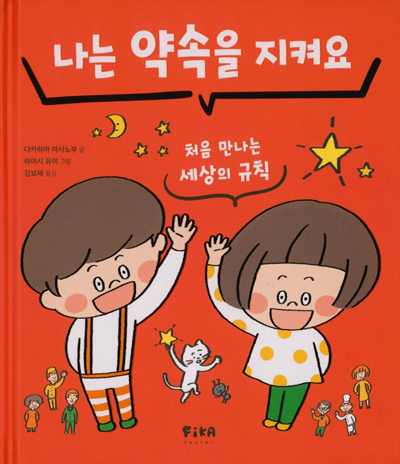 나는 약속을 지켜요
다카하마 마사노부 글
하야시 유미 그림
김보혜 옮김
처음 만나는
세상의 규칙
FIKA
Junior